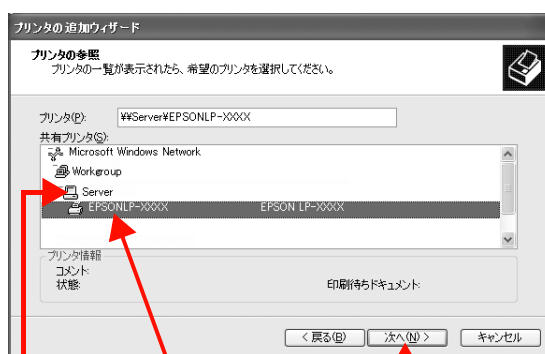 プリンタの追加ウィザード
プリンタの参照
プリンタの一覧が表示されたら、希望のプリンタを選択してください。
プリンタ(P): ¥¥Server¥EPSONLP-XXXX
共有プリンタ(S):
Microsoft Windows Network
Workgroup
Server
EPSONLP-XXXX EPSON LP-XXXX
プリンタ情報
コメント:
状態: 印刷待ちドキュメント:
< 戻る(B) 次へ(N) > キャンセル